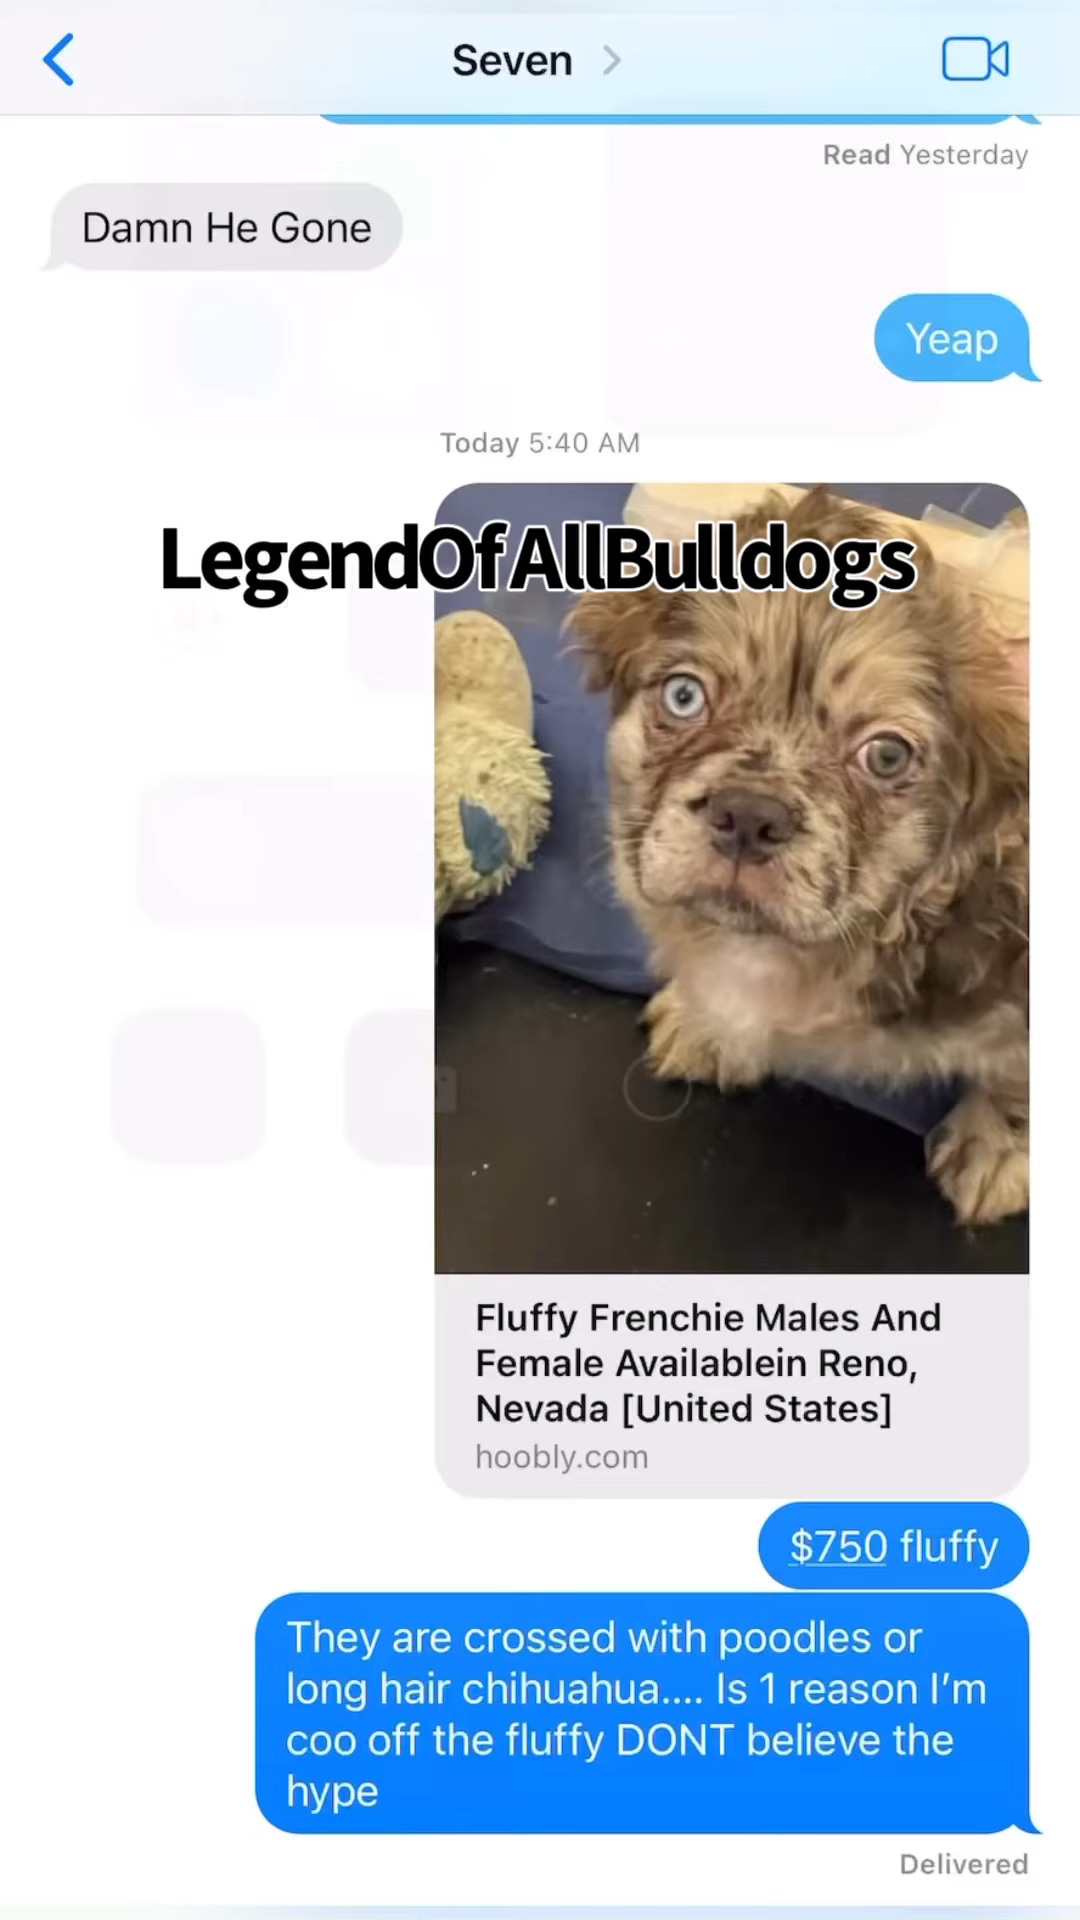 Seven
Read Yesterday
Damn He Gone
Yeap
Today 5:40 AM
LegendOfAllBulldogs
Fluffy Frenchie Males And
Female Availablein Reno,
Nevada [United States]
hoobly.com
$750 fluffy
They are crossed with poodles or
long hair chihuahua.... Is 1 reason I’m
coo off the fluffy DONT believe the
hype
Delivered